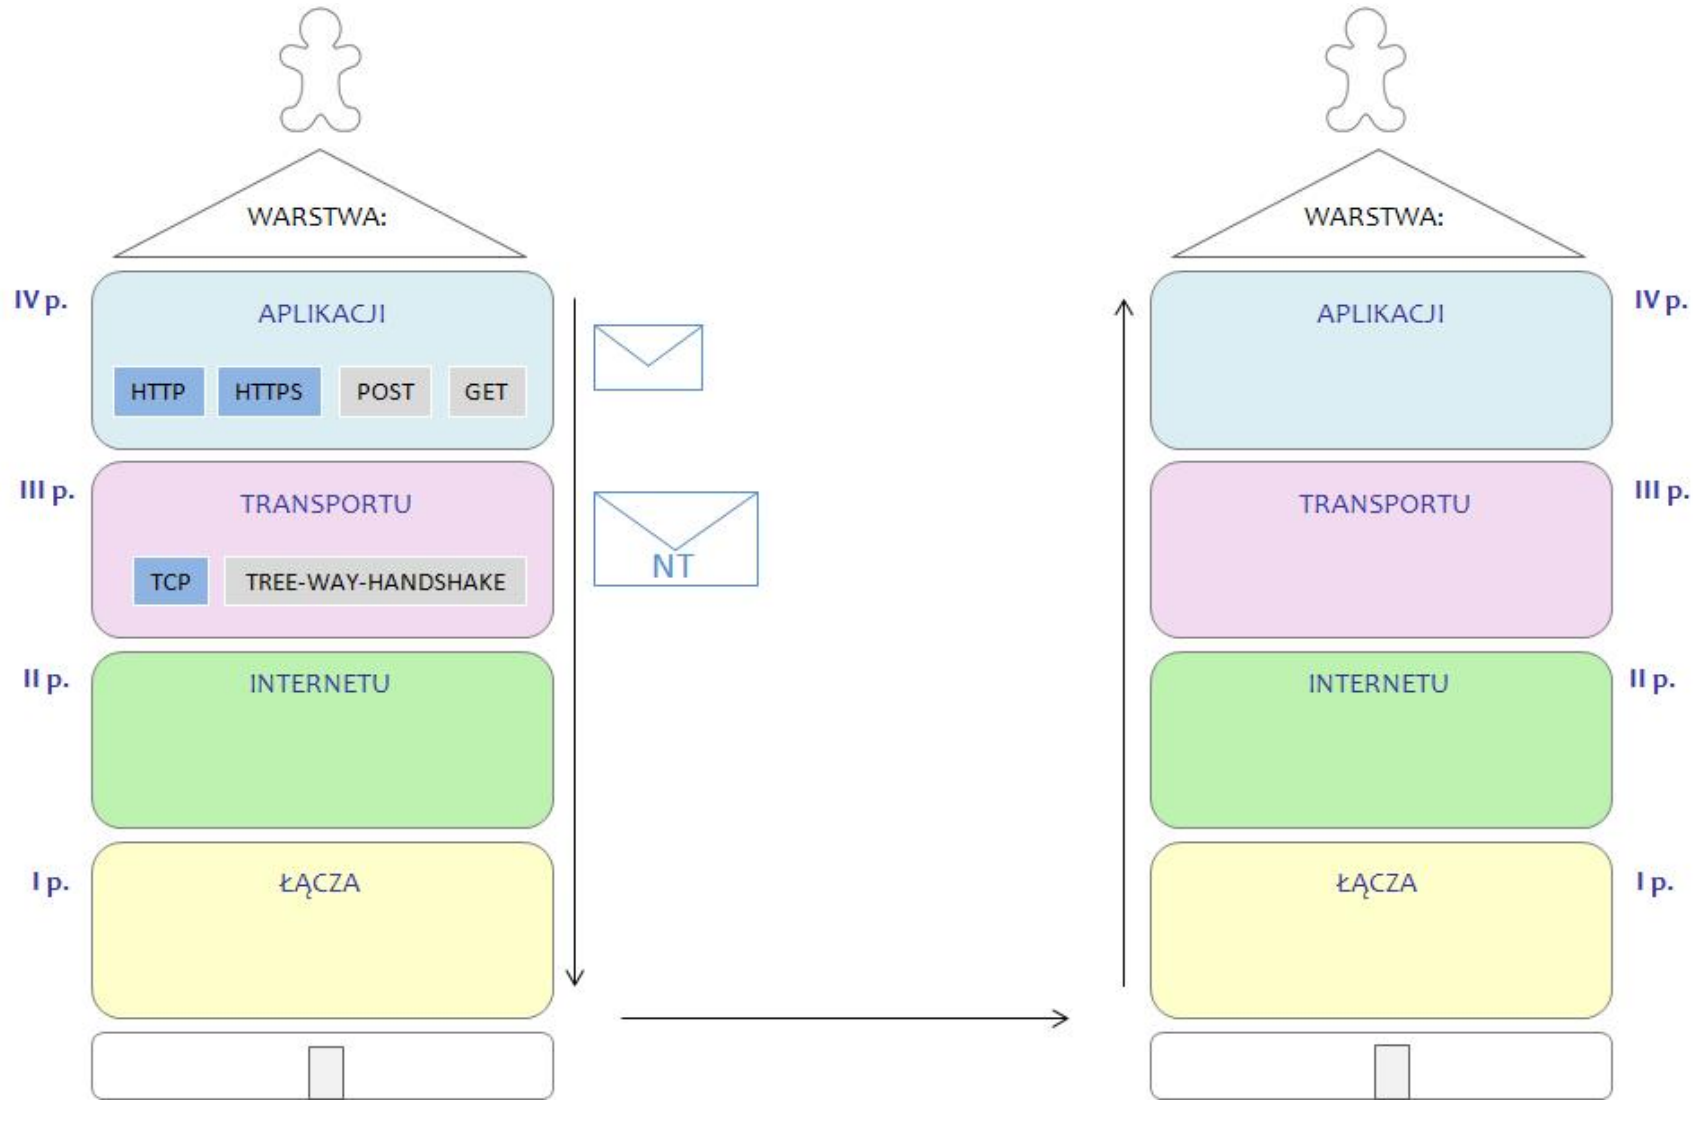 WARSTWA:
IV p.
APLIKACJI
HTTP HTTPS POST GET
III p.
TRANSPORTU
TCP TREE-WAY-HANDSHAKE
NT
II p.
INTERNETU
I p.
ŁĄCZA
WARSTWA:
APLIKACJI
IV p.
TRANSPORTU
III p.
INTERNETU
II p.
ŁĄCZA
I p.